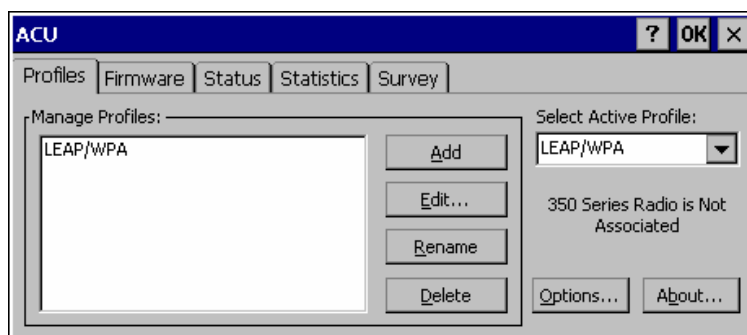 ACU ? OK ×
Profiles Firmware Status Statistics Survey
Manage Profiles:
LEAP/WPA
Add
Edit...
Rename
Delete
Select Active Profile:
LEAP/WPA
350 Series Radio is Not
Associated
Options... About...